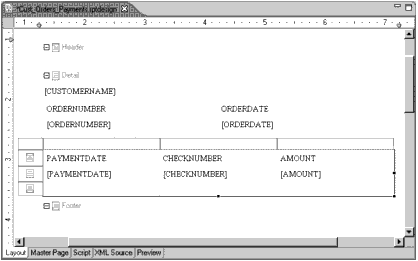 *Cust_Orders_Payments.rptdesign
1 2 3 4 5 6 7
Header
Detail
[CUSTOMERNAME]
ORDERNUMBER ORDERDATE
[ORDERNUMBER] [ORDERDATE]
PAYMENTDATE CHECKNUMBER AMOUNT
[PAYMENTDATE] [CHECKNUMBER] [AMOUNT]
Footer
Layout Master Page Script XML Source Preview